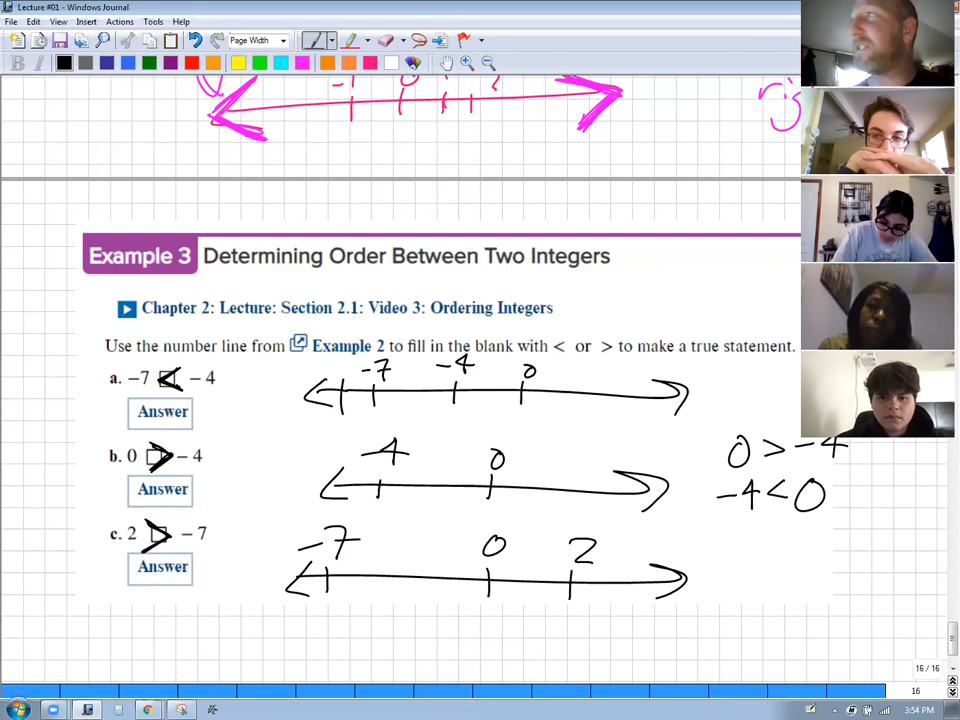 Lecture #01 - Windows Journal
File Edit View Insert Actions Tools Help
Page Width
B I
-1 0
Example 3 Determining Order Between Two Integers
Chapter 2: Lecture: Section 2.1: Video 3: Ordering Integers
Use the number line from Example 2 to fill in the blank with < or > to make a true statement.
a. −7 < − 4
-7 -4 0
Answer
b. 0 > − 4
-4 0
0 > -4
Answer
-4 < 0
c. 2 > − 7
-7 0 2
Answer
16 / 16
16
3:54 PM